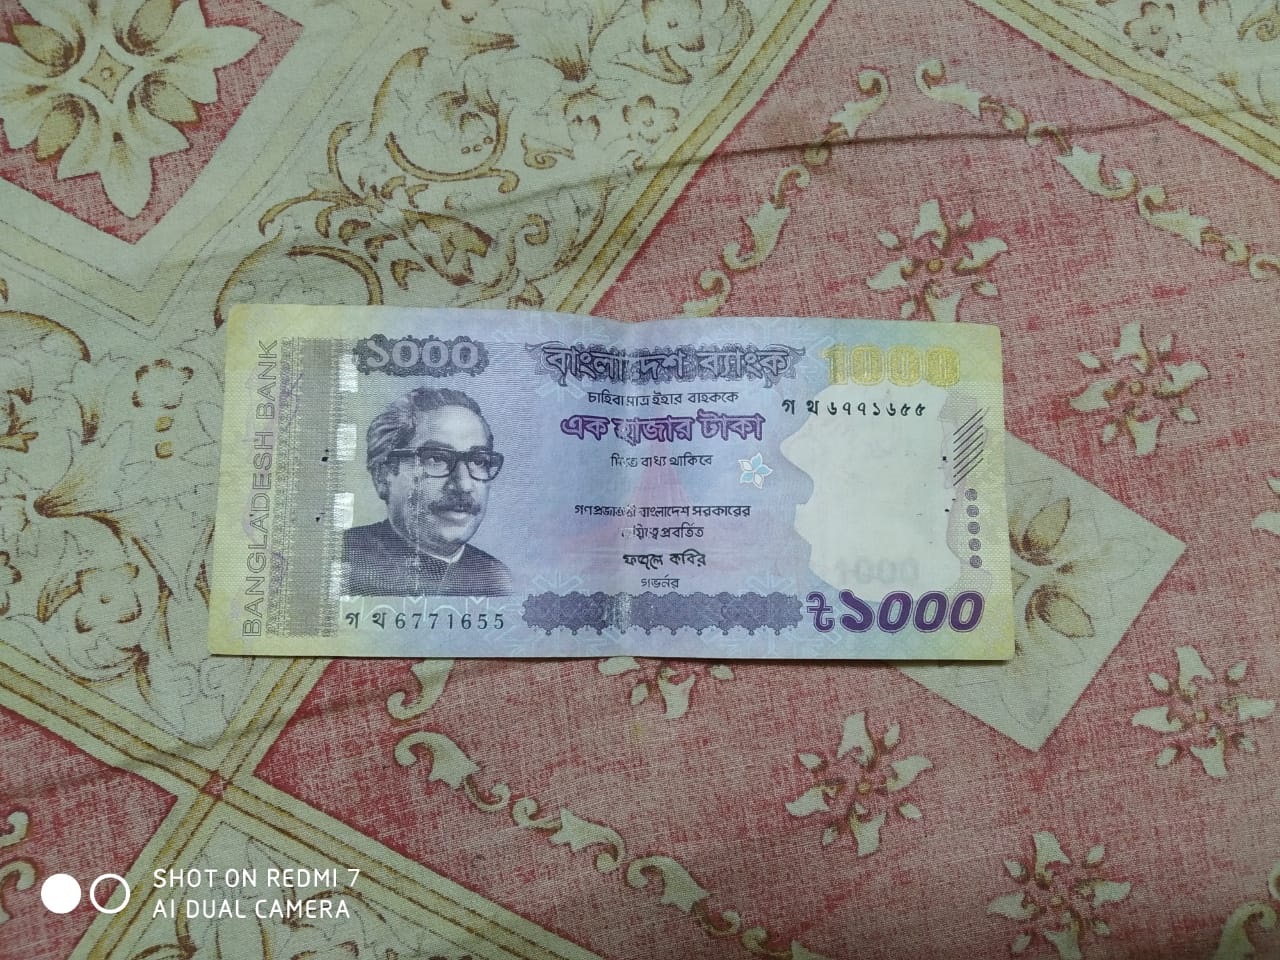 BANGLADESH BANK
১০০০
বাংলাদেশ ব্যাংক
1000
চাহিবামাত্র ইহার বাহককে
গ থ ৬৭৭১৬৫৫
এক হাজার টাকা
দিতে বাধ্য থাকিবে
গণপ্রজাতন্ত্রী বাংলাদেশ সরকারের
দায়িত্বে প্রবর্তিত
ফজলে কবির
গভর্নর
1000
৳১০০০
গ থ 6771655
SHOT ON REDMI 7
AI DUAL CAMERA